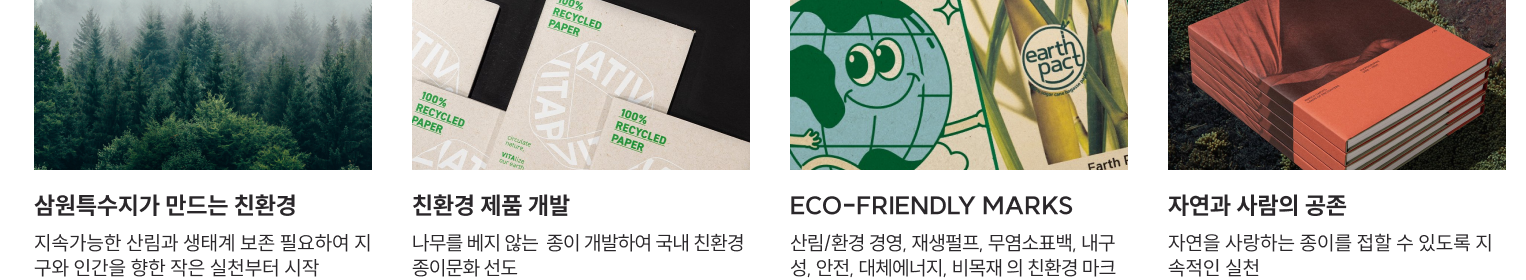 100%
RECYCLED
PAPER
100%
RECYCLED
PAPER
100%
RECYCLED
PAPER
circulate
nature,
VITAlize
our earth
earth
pact
삼원특수지가 만드는 친환경
지속가능한 산림과 생태계 보존 필요하여 지
구와 인간을 향한 작은 실천부터 시작
친환경 제품 개발
나무를 베지 않는 종이 개발하여 국내 친환경
종이문화 선도
ECO-FRIENDLY MARKS
산림/환경 경영, 재생펄프, 무염소표백, 내구
성, 안전, 대체에너지, 비목재 의 친환경 마크
자연과 사람의 공존
자연을 사랑하는 종이를 접할 수 있도록 지
속적인 실천